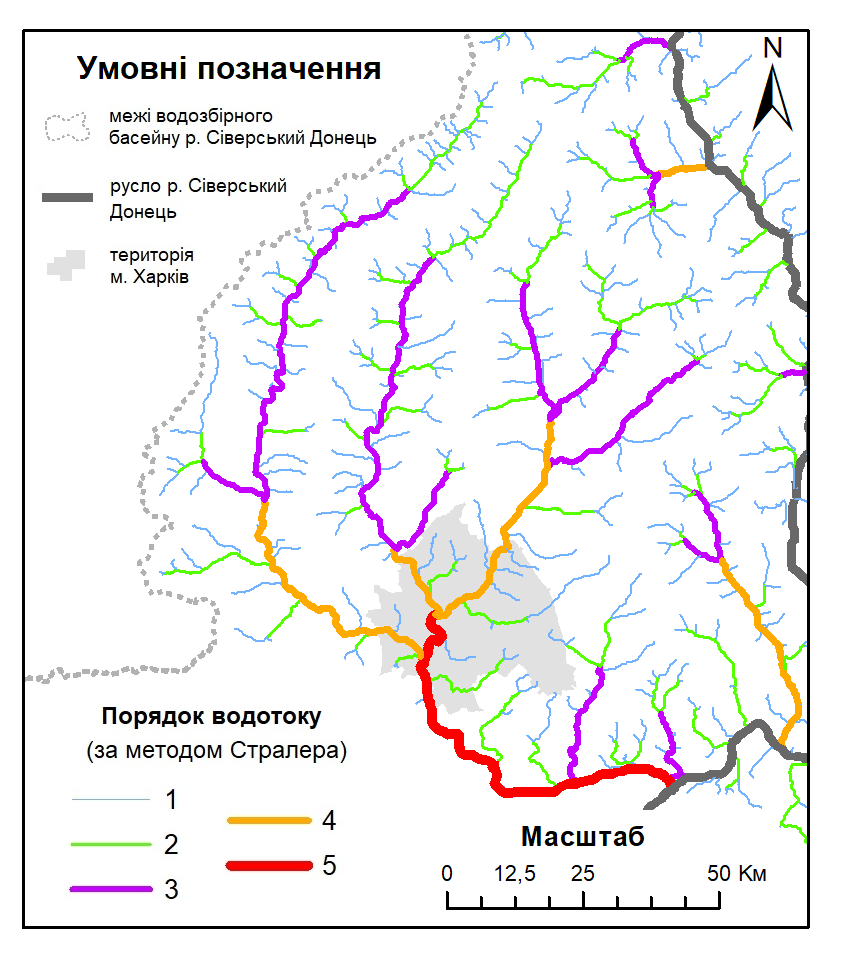 Умовні позначення
N
межі водозбірного
басейну р. Сіверський Донець
русло р. Сіверський
Донець
територія
м. Харків
Порядок водотоку
(за методом Стралера)
1
2
3
4
5
Масштаб
0 12,5 25 50 Км